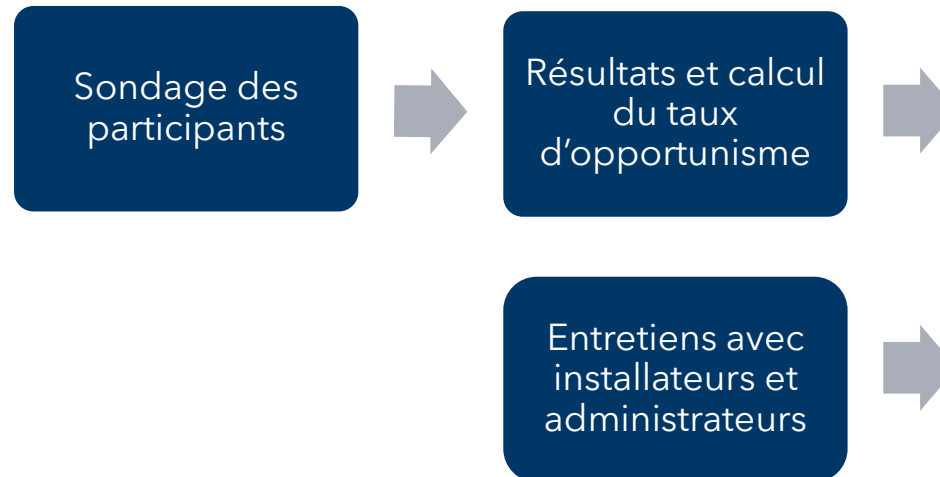 Sondage des
participants
Résultats et calcul
du taux
d’opportunisme
Entretiens avec
installateurs et
administrateurs